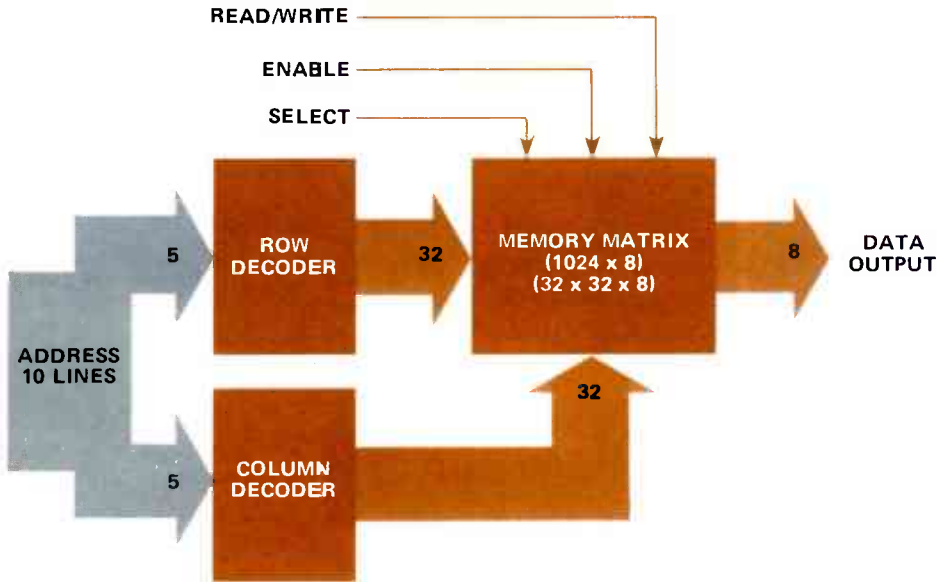 READ/WRITE
ENABLE
SELECT
5
ROW
DECODER
32
MEMORY MATRIX
(1024 x 8)
(32 x 32 x 8)
8
DATA
OUTPUT
ADDRESS
10 LINES
32
5
COLUMN
DECODER